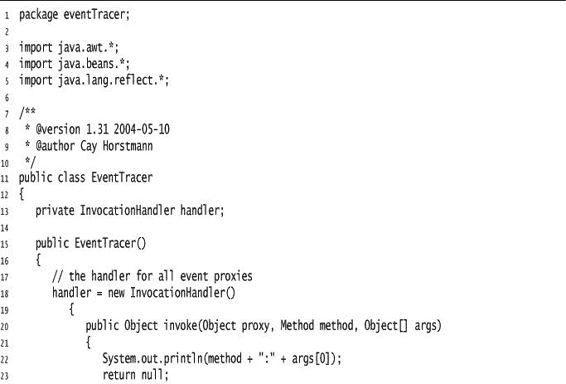 1 package eventTracer;
2
3 import java.awt.*;
4 import java.beans.*;
5 import java.lang.reflect.*;
6
7 /**
8  * @version 1.31 2004-05-10
9  * @author Cay Horstmann
10  */
11 public class EventTracer
12 {
13    private InvocationHandler handler;
14
15    public EventTracer()
16    {
17       // the handler for all event proxies
18       handler = new InvocationHandler()
19          {
20             public Object invoke(Object proxy, Method method, Object[] args)
21             {
22                System.out.println(method + ":" + args[0]);
23                return null;